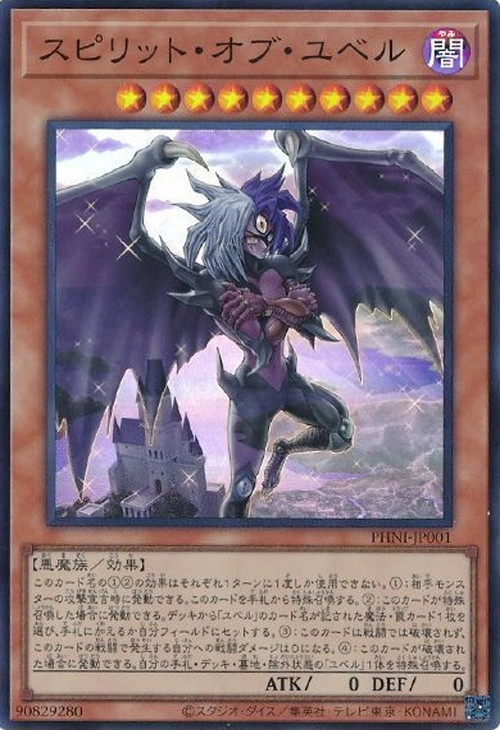 スピリット・オブ・ユベル
闇
やみ
PHNI-JP001
【悪魔族／効果】
このカード名の①②の効果はそれぞれ1ターンに1度しか使用できない。①：相手モンス
ターの攻撃宣言時に発動できる。このカードを手札から特殊召喚する。②：このカードが特殊
召喚した場合に発動できる。デッキから「ユベル」のカード名が記された魔法・罠カード1枚を
選び、手札に加えるか自分フィールドにセットする。③：このカードは戦闘では破壊されず、
このカードの戦闘で発生する自分への戦闘ダメージは0になる。④：このカードが破壊され
た場合に発動できる。自分の手札・デッキ・墓地・除外状態の「ユベル」1体を特殊召喚する。
ATK/ 0 DEF/ 0
90829280 ©スタジオ・ダイス／集英社・テレビ東京・KONAMI